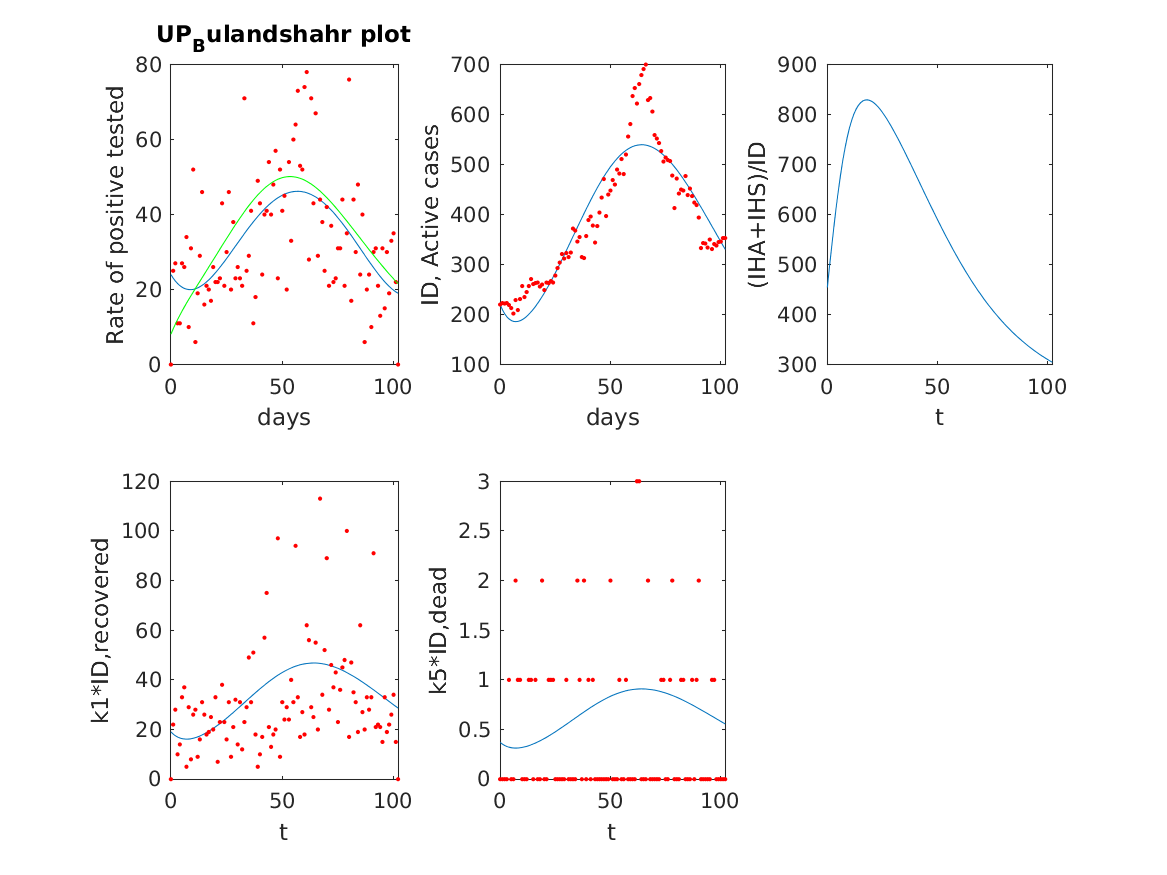 UP_Bulandshahr plot
Rate of positive tested
80
60
40
20
0
0 50 100
days
ID, Active cases
700
600
500
400
300
200
100
0 50 100
days
(IHA+IHS)/ID
900
800
700
600
500
400
300
0 50 100
t
k1*ID,recovered
120
100
80
60
40
20
0
0 50 100
t
k5*ID,dead
3
2.5
2
1.5
1
0.5
0
0 50 100
t